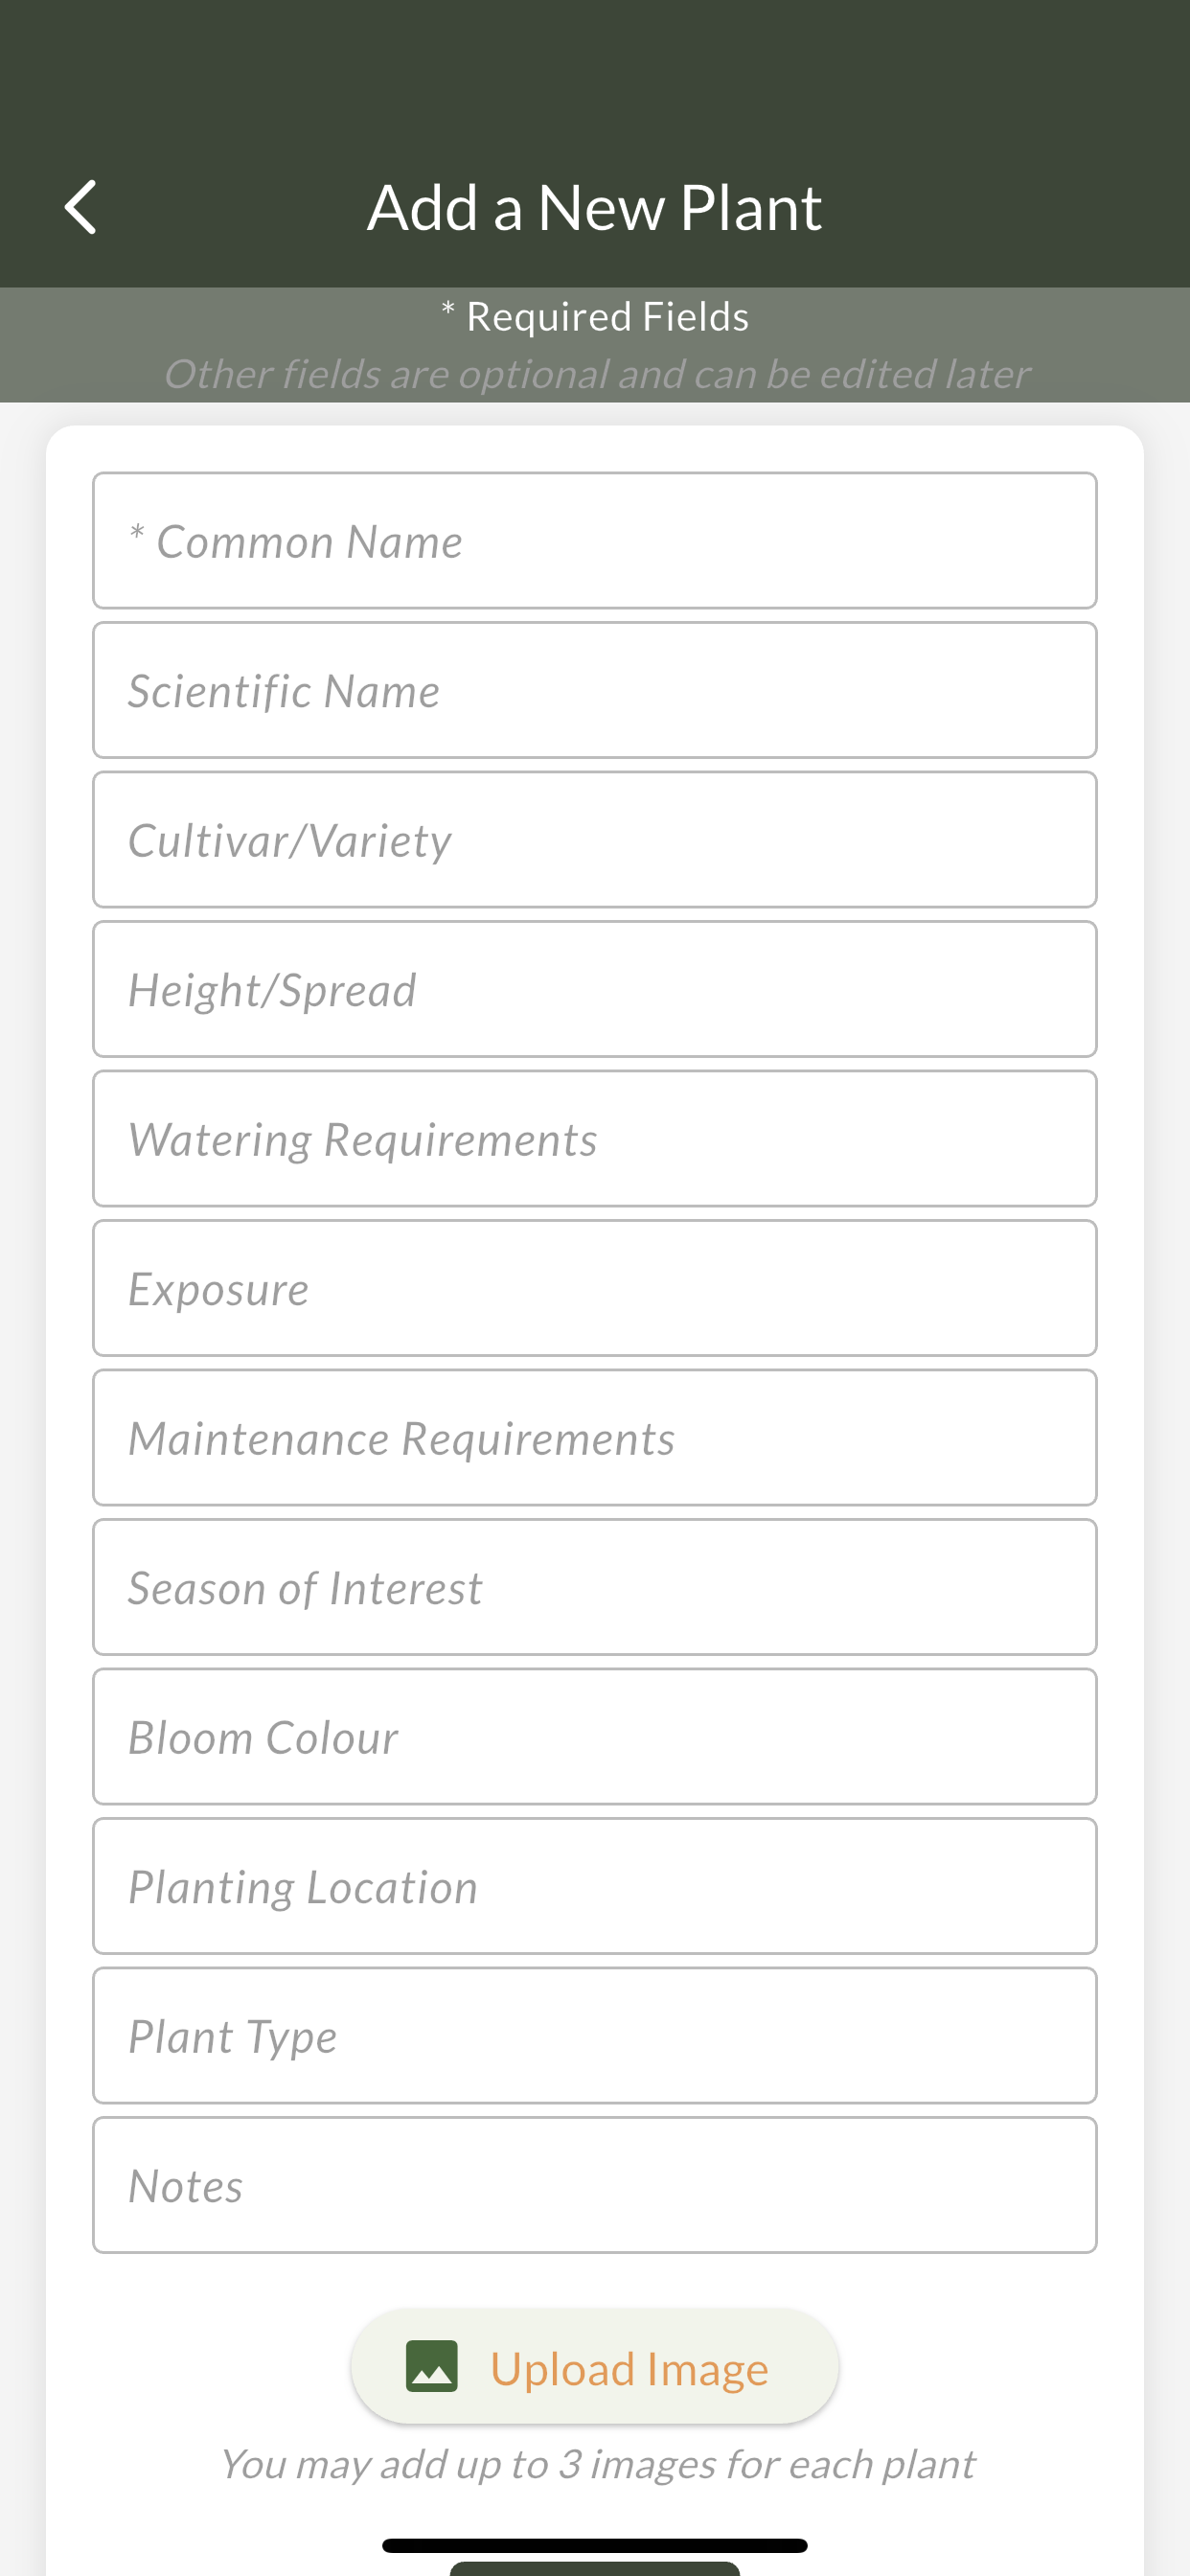 Add a New Plant
* Required Fields
Other fields are optional and can be edited later
* Common Name
Scientific Name
Cultivar/Variety
Height/Spread
Watering Requirements
Exposure
Maintenance Requirements
Season of Interest
Bloom Colour
Planting Location
Plant Type
Notes
Upload Image
You may add up to 3 images for each plant